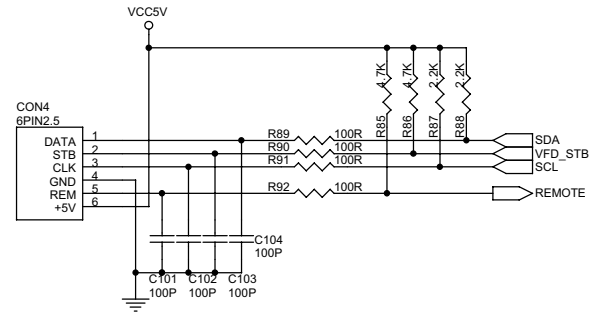 VCC5V
4.7K
4.7K
2.2K
2.2K
R85
R86
R87
R88
CON4
6PIN2.5
DATA 1
STB 2
CLK 3
GND 4
REM 5
+5V 6
R89 100R
R90 100R
R91 100R
R92 100R
SDA
VFD_STB
SCL
REMOTE
C104
100P
C101 C102 C103
100P 100P 100P